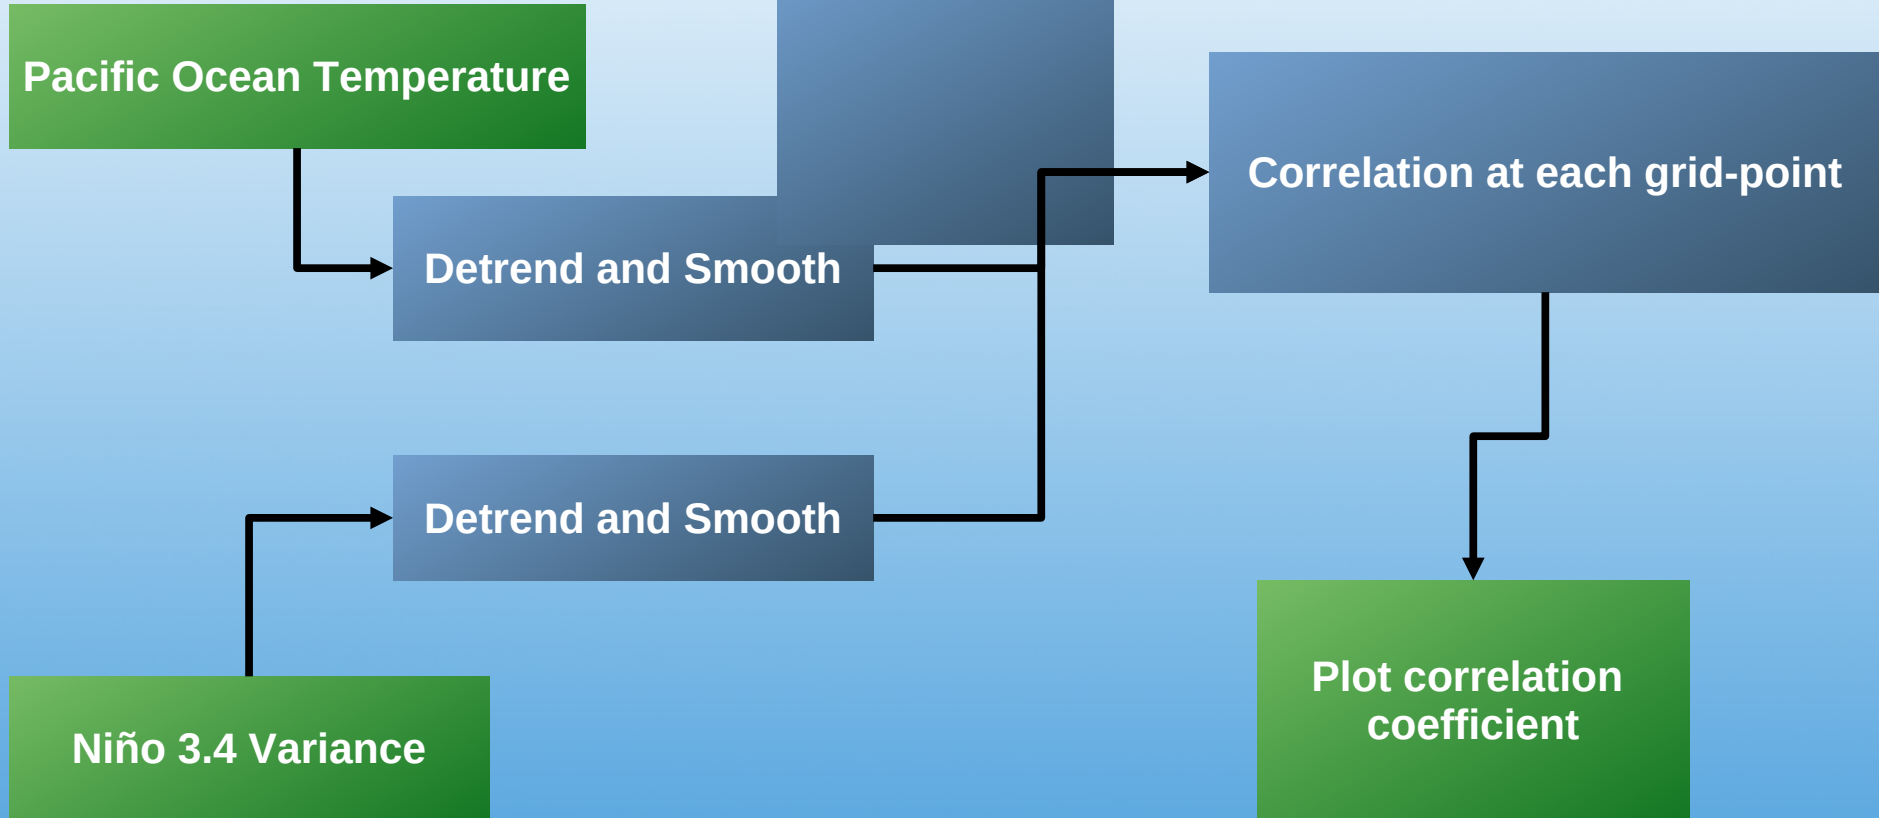 Pacific Ocean Temperature
Correlation at each grid-point
Detrend and Smooth
Detrend and Smooth
Plot correlation
coefficient
Niño 3.4 Variance